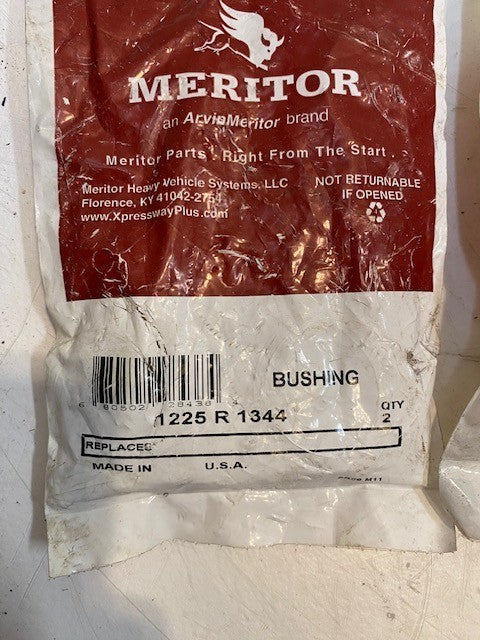 MERITOR
an ArvinMeritor brand
Meritor Parts. Right From The Start.
Meritor Heavy Vehicle Systems, LLC
Florence, KY 41042-2751
www.XpresswayPlus.com
NOT RETURNABLE
IF OPENED
BUSHING
1225 R 1344
QTY
2
REPLACES
MADE IN U.S.A.